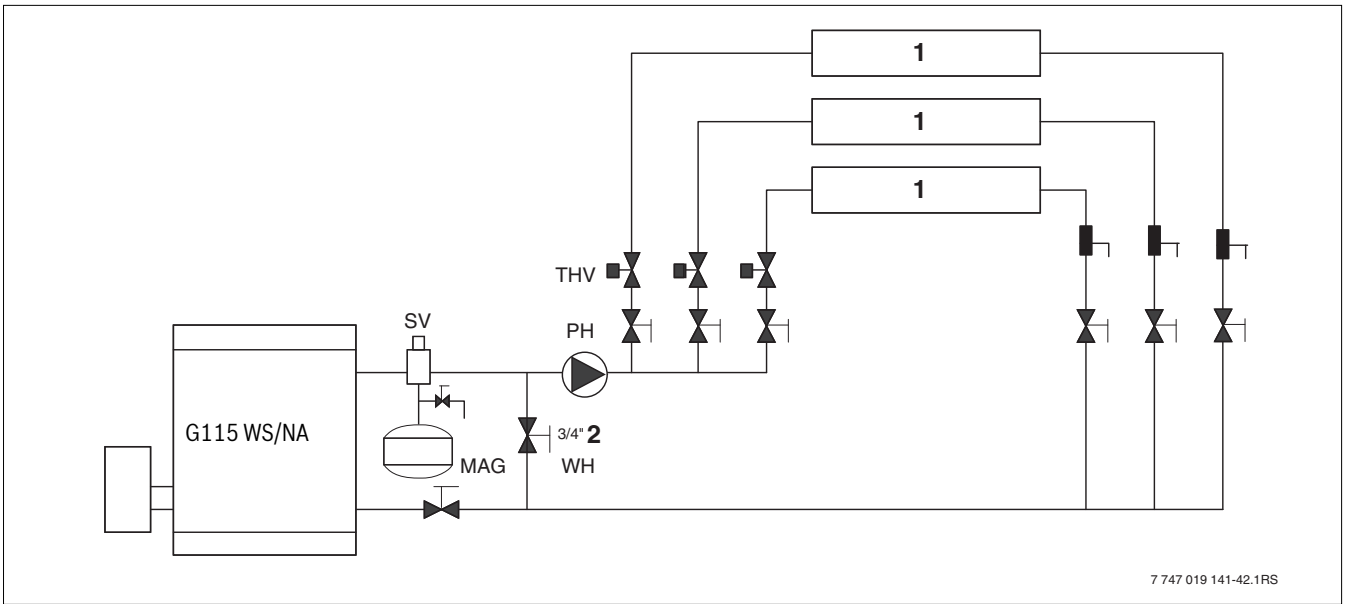 1
1
1
THV
SV
PH
G115 WS/NA
3/4" 2
MAG
WH
7 747 019 141-42.1RS